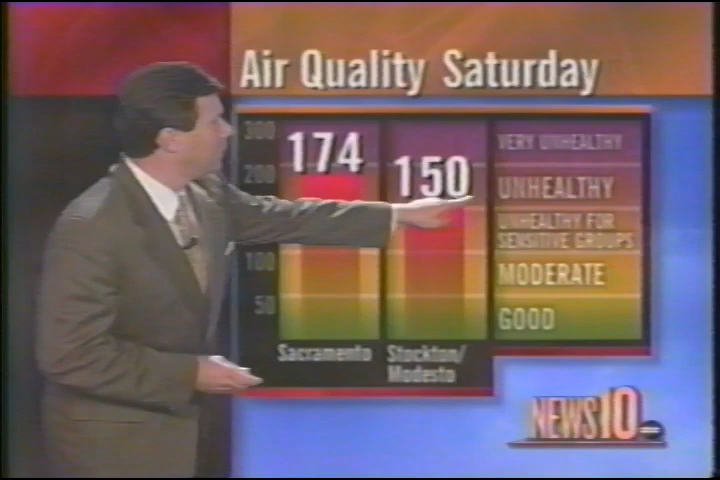 Air Quality Saturday
300
174
VERY UNHEALTHY
200
150
UNHEALTHY
UNHEALTHY FOR
SENSITIVE GROUPS
100
MODERATE
50
GOOD
Sacramento
Stockton/
Modesto
NEWS10
abc